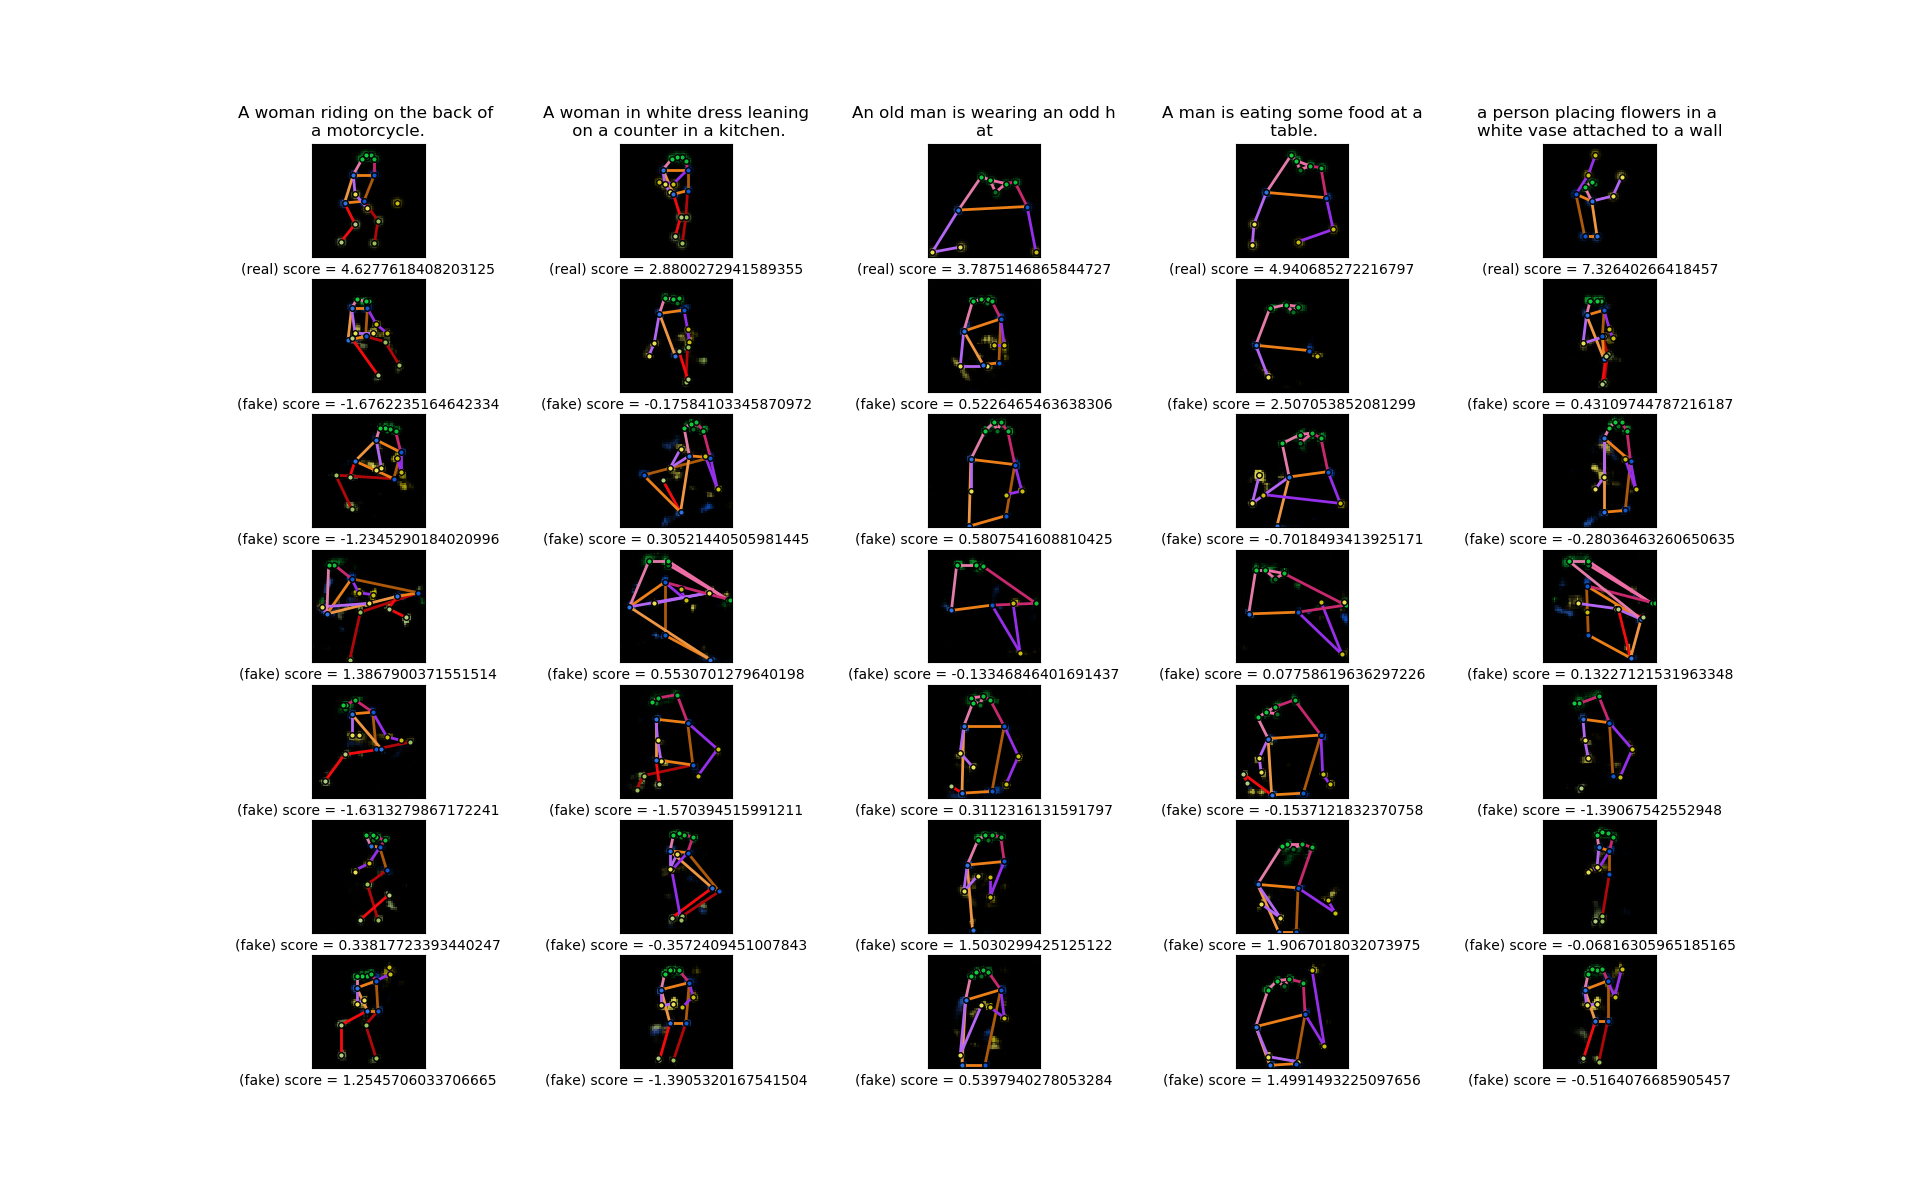 A woman riding on the back of
a motorcycle.
A woman in white dress leaning
on a counter in a kitchen.
An old man is wearing an odd h
at
A man is eating some food at a
table.
a person placing flowers in a
white vase attached to a wall
(real) score = 4.6277618408203125
(real) score = 2.8800272941589355
(real) score = 3.7875146865844727
(real) score = 4.940685272216797
(real) score = 7.32640266418457
(fake) score = -1.6762235164642334
(fake) score = -0.17584103345870972
(fake) score = 0.5226465463638306
(fake) score = 2.507053852081299
(fake) score = 0.43109744787216187
(fake) score = -1.2345290184020996
(fake) score = 0.30521440505981445
(fake) score = 0.5807541608810425
(fake) score = -0.7018493413925171
(fake) score = -0.28036463260650635
(fake) score = 1.3867900371551514
(fake) score = 0.5530701279640198
(fake) score = -0.13346846401691437
(fake) score = 0.07758619636297226
(fake) score = 0.13227121531963348
(fake) score = -1.6313279867172241
(fake) score = -1.570394515991211
(fake) score = 0.3112316131591797
(fake) score = -0.1537121832370758
(fake) score = -1.39067542552948
(fake) score = 0.33817723393440247
(fake) score = -0.3572409451007843
(fake) score = 1.5030299425125122
(fake) score = 1.9067018032073975
(fake) score = -0.06816305965185165
(fake) score = 1.2545706033706665
(fake) score = -1.3905320167541504
(fake) score = 0.5397940278053284
(fake) score = 1.4991493225097656
(fake) score = -0.5164076685905457